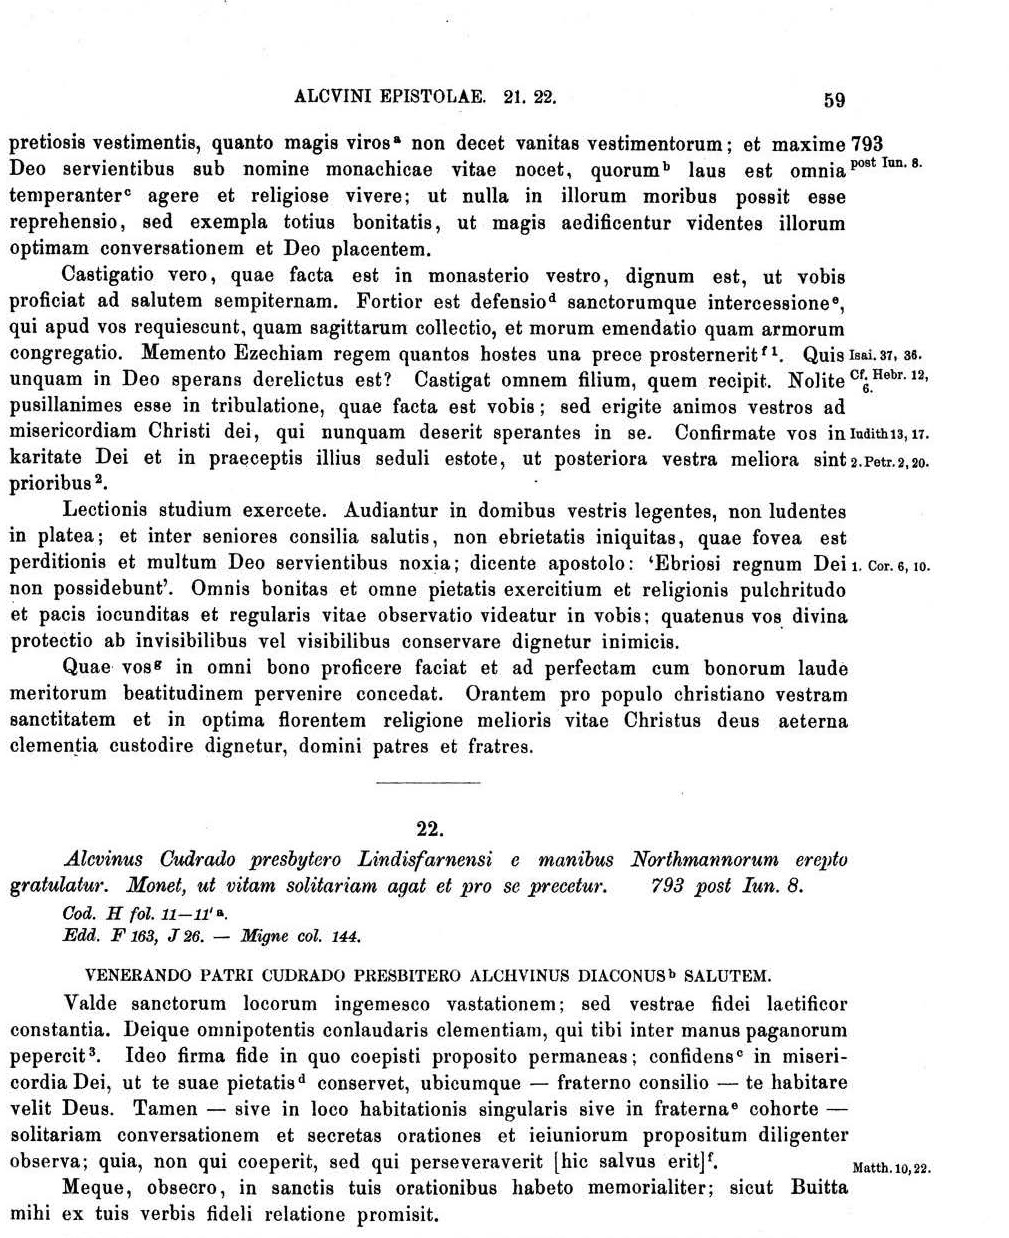 ALCVINI EPISTOLAE. 21. 22. 59
pretiosis vestimentis, quanto magis virosᵃ non decet vanitas vestimentorum; et maxime 793
Deo servientibus sub nomine monachicae vitae nocet, quorumᵇ laus est omnia post Iun. 8.
temperanterᶜ agere et religiose vivere; ut nulla in illorum moribus possit esse
reprehensio, sed exempla totius bonitatis, ut magis aedificentur videntes illorum
optimam conversationem et Deo placentem.
Castigatio vero, quae facta est in monasterio vestro, dignum est, ut vobis
proficiat ad salutem sempiternam. Fortior est defensioᵈ sanctorumque intercessioneᵉ,
qui apud vos requiescunt, quam sagittarum collectio, et morum emendatio quam armorum
congregatio. Memento Ezechiam regem quantos hostes una prece prosterneritᶠ ¹. Quis Isai. 37, 36.
unquam in Deo sperans derelictus est? Castigat omnem filium, quem recipit. Nolite Cf. Hebr. 12, 6.
pusillanimes esse in tribulatione, quae facta est vobis; sed erigite animos vestros ad
misericordiam Christi dei, qui nunquam deserit sperantes in se. Confirmate vos in Iudith 13, 17.
karitate Dei et in praeceptis illius seduli estote, ut posteriora vestra meliora sint 2. Petr. 2, 20.
prioribus².
Lectionis studium exercete. Audiantur in domibus vestris legentes, non ludentes
in platea; et inter seniores consilia salutis, non ebrietatis iniquitas, quae fovea est
perditionis et multum Deo servientibus noxia; dicente apostolo: ‘Ebriosi regnum Dei 1. Cor. 6, 10.
non possidebunt’. Omnis bonitas et omne pietatis exercitium et religionis pulchritudo
et pacis iocunditas et regularis vitae observatio videatur in vobis; quatenus vos divina
protectio ab invisibilibus vel visibilibus conservare dignetur inimicis.
Quae vosᵍ in omni bono proficere faciat et ad perfectam cum bonorum laude
meritorum beatitudinem pervenire concedat. Orantem pro populo christiano vestram
sanctitatem et in optima florentem religione melioris vitae Christus deus aeterna
clementia custodire dignetur, domini patres et fratres.
22.
Alcvinus Cudrado presbytero Lindisfarnensi e manibus Northmannorum erepto
gratulatur. Monet, ut vitam solitariam agat et pro se precetur. 793 post Iun. 8.
Cod. H fol. 11—11'ᵃ.
Edd. F 163, J 26. — Migne col. 144.
VENERANDO PATRI CUDRADO PRESBITERO ALCHVINUS DIACONUSᵇ SALUTEM.
Valde sanctorum locorum ingemesco vastationem; sed vestrae fidei laetificor
constantia. Deique omnipotentis conlaudaris clementiam, qui tibi inter manus paganorum
pepercit³. Ideo firma fide in quo coepisti proposito permaneas; confidensᶜ in miseri-
cordia Dei, ut te suae pietatisᵈ conservet, ubicumque — fraterno consilio — te habitare
velit Deus. Tamen — sive in loco habitationis singularis sive in fraternaᵉ cohorte —
solitariam conversationem et secretas orationes et ieiuniorum propositum diligenter
observa; quia, non qui coeperit, sed qui perseveraverit [hic salvus erit]ᶠ. Matth. 10, 22.
Meque, obsecro, in sanctis tuis orationibus habeto memorialiter; sicut Buitta
mihi ex tuis verbis fideli relatione promisit.